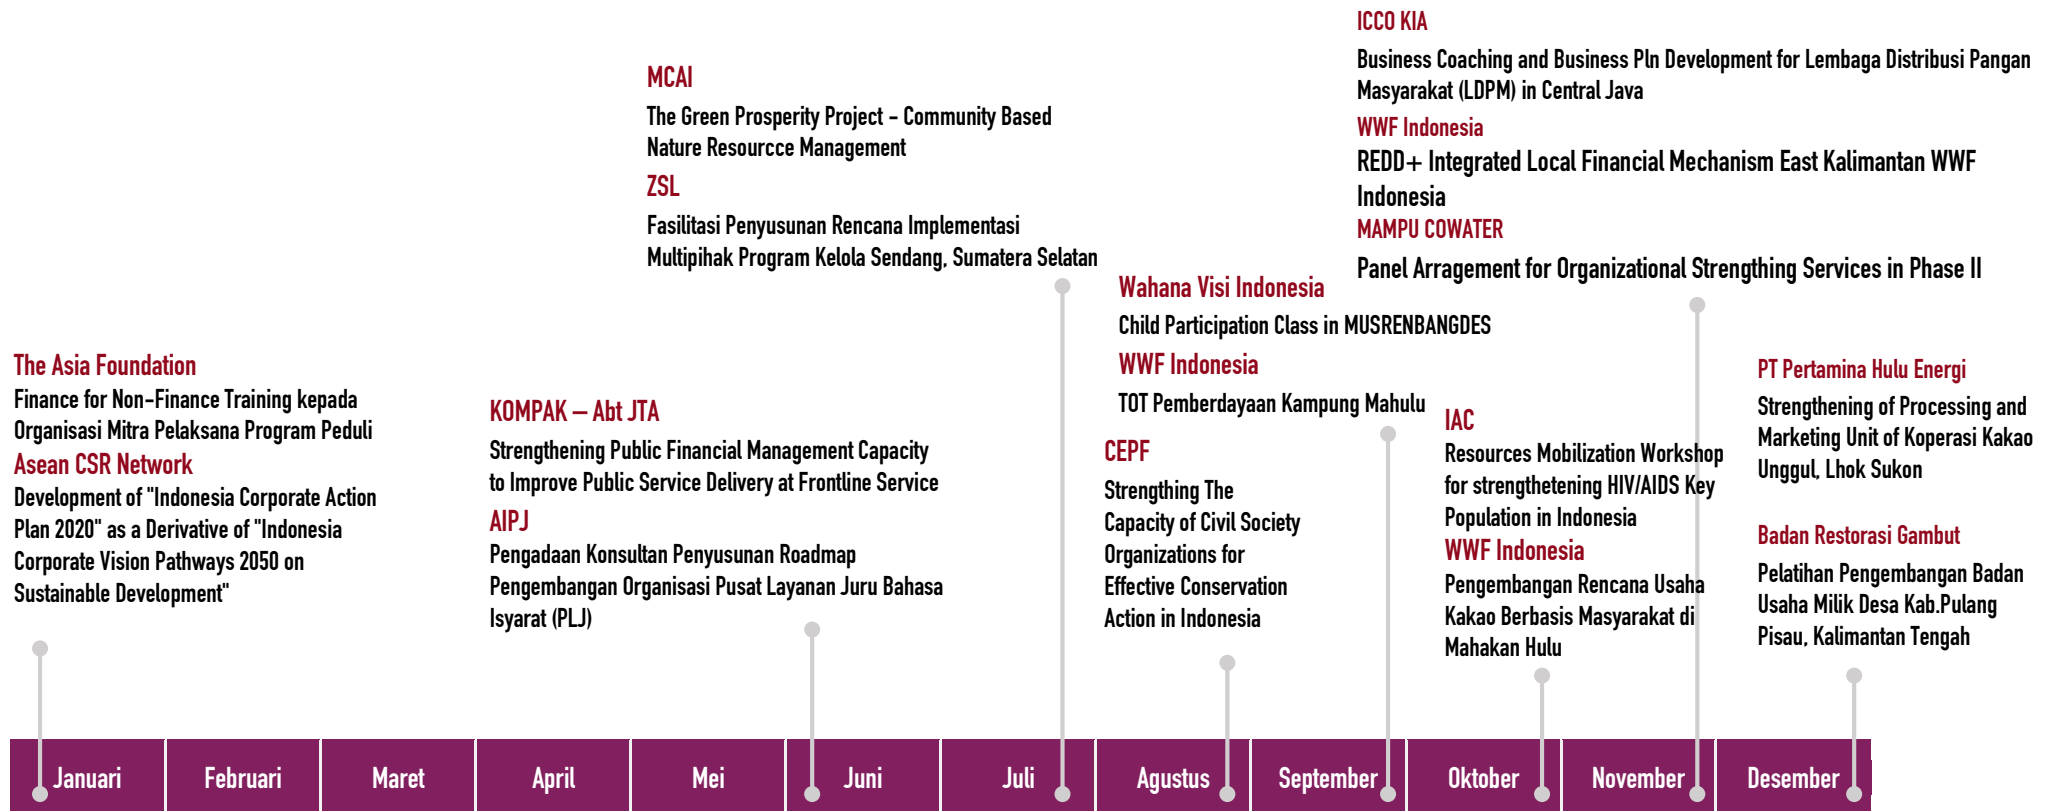 The Asia Foundation
Finance for Non-Finance Training kepada
Organisasi Mitra Pelaksana Program Peduli
Asean CSR Network
Development of "Indonesia Corporate Action
Plan 2020" as a Derivative of "Indonesia
Corporate Vision Pathways 2050 on
Sustainable Development"
KOMPAK – Abt JTA
Strengthening Public Financial Management Capacity
to Improve Public Service Delivery at Frontline Service
AIPJ
Pengadaan Konsultan Penyusunan Roadmap
Pengembangan Organisasi Pusat Layanan Juru Bahasa
Isyarat (PLJ)
MCAI
The Green Prosperity Project - Community Based
Nature Resourcce Management
ZSL
Fasilitasi Penyusunan Rencana Implementasi
Multipihak Program Kelola Sendang, Sumatera Selatan
CEPF
Strengthing The
Capacity of Civil Society
Organizations for
Effective Conservation
Action in Indonesia
Wahana Visi Indonesia
Child Participation Class in MUSRENBANGDES
WWF Indonesia
TOT Pemberdayaan Kampung Mahulu
IAC
Resources Mobilization Workshop
for strengthetening HIV/AIDS Key
Population in Indonesia
WWF Indonesia
Pengembangan Rencana Usaha
Kakao Berbasis Masyarakat di
Mahakan Hulu
ICCO KIA
Business Coaching and Business Pln Development for Lembaga Distribusi Pangan
Masyarakat (LDPM) in Central Java
WWF Indonesia
REDD+ Integrated Local Financial Mechanism East Kalimantan WWF
Indonesia
MAMPU COWATER
Panel Arragement for Organizational Strengthing Services in Phase II
PT Pertamina Hulu Energi
Strengthening of Processing and
Marketing Unit of Koperasi Kakao
Unggul, Lhok Sukon
Badan Restorasi Gambut
Pelatihan Pengembangan Badan
Usaha Milik Desa Kab.Pulang
Pisau, Kalimantan Tengah
Januari
Februari
Maret
April
Mei
Juni
Juli
Agustus
September
Oktober
November
Desember